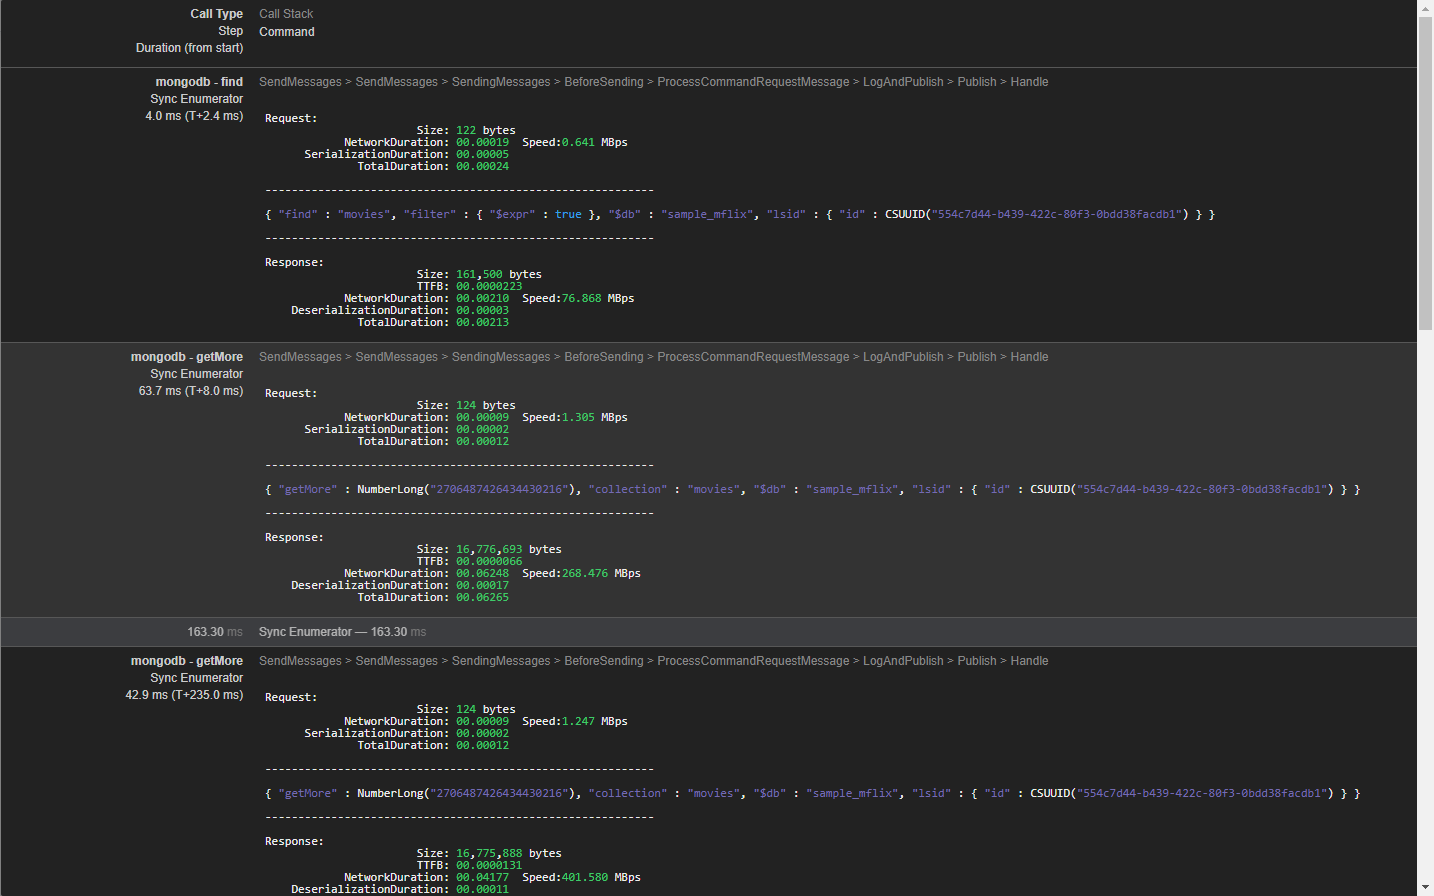 Call Type Call Stack
Step Command
Duration (from start)
mongodb - find SendMessages > SendMessages > SendingMessages > BeforeSending > ProcessCommandRequestMessage > LogAndPublish > Publish > Handle
Sync Enumerator
4.0 ms (T+2.4 ms)
Request:
Size: 122 bytes
NetworkDuration: 00.00019 Speed:0.641 MBps
SerializationDuration: 00.00005
TotalDuration: 00.00024
-----------------------------------------------------------
{ "find" : "movies", "filter" : { "$expr" : true }, "$db" : "sample_mflix", "lsid" : { "id" : CSUUID("554c7d44-b439-422c-80f3-0bdd38facdb1") } }
-----------------------------------------------------------
Response:
Size: 161,500 bytes
TTFB: 00.0000223
NetworkDuration: 00.00210 Speed:76.868 MBps
DeserializationDuration: 00.00003
TotalDuration: 00.00213
mongodb - getMore SendMessages > SendMessages > SendingMessages > BeforeSending > ProcessCommandRequestMessage > LogAndPublish > Publish > Handle
Sync Enumerator
63.7 ms (T+8.0 ms)
Request:
Size: 124 bytes
NetworkDuration: 00.00009 Speed:1.305 MBps
SerializationDuration: 00.00002
TotalDuration: 00.00012
-----------------------------------------------------------
{ "getMore" : NumberLong("2706487426434430216"), "collection" : "movies", "$db" : "sample_mflix", "lsid" : { "id" : CSUUID("554c7d44-b439-422c-80f3-0bdd38facdb1") } }
-----------------------------------------------------------
Response:
Size: 16,776,693 bytes
TTFB: 00.0000066
NetworkDuration: 00.06248 Speed:268.476 MBps
DeserializationDuration: 00.00017
TotalDuration: 00.06265
163.30 ms Sync Enumerator — 163.30 ms
mongodb - getMore SendMessages > SendMessages > SendingMessages > BeforeSending > ProcessCommandRequestMessage > LogAndPublish > Publish > Handle
Sync Enumerator
42.9 ms (T+235.0 ms)
Request:
Size: 124 bytes
NetworkDuration: 00.00009 Speed:1.247 MBps
SerializationDuration: 00.00002
TotalDuration: 00.00012
-----------------------------------------------------------
{ "getMore" : NumberLong("2706487426434430216"), "collection" : "movies", "$db" : "sample_mflix", "lsid" : { "id" : CSUUID("554c7d44-b439-422c-80f3-0bdd38facdb1") } }
-----------------------------------------------------------
Response:
Size: 16,775,888 bytes
TTFB: 00.0000131
NetworkDuration: 00.04177 Speed:401.580 MBps
DeserializationDuration: 00.00011